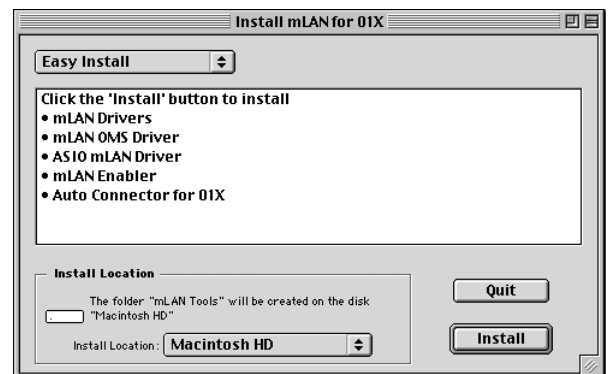 Install mLAN for 01X
Easy Install
Click the 'Install' button to install
• mLAN Drivers
• mLAN OMS Driver
• ASIO mLAN Driver
• mLAN Enabler
• Auto Connector for 01X
Install Location
The folder "mLAN Tools" will be created on the disk
"Macintosh HD"
Install Location: Macintosh HD
Quit
Install